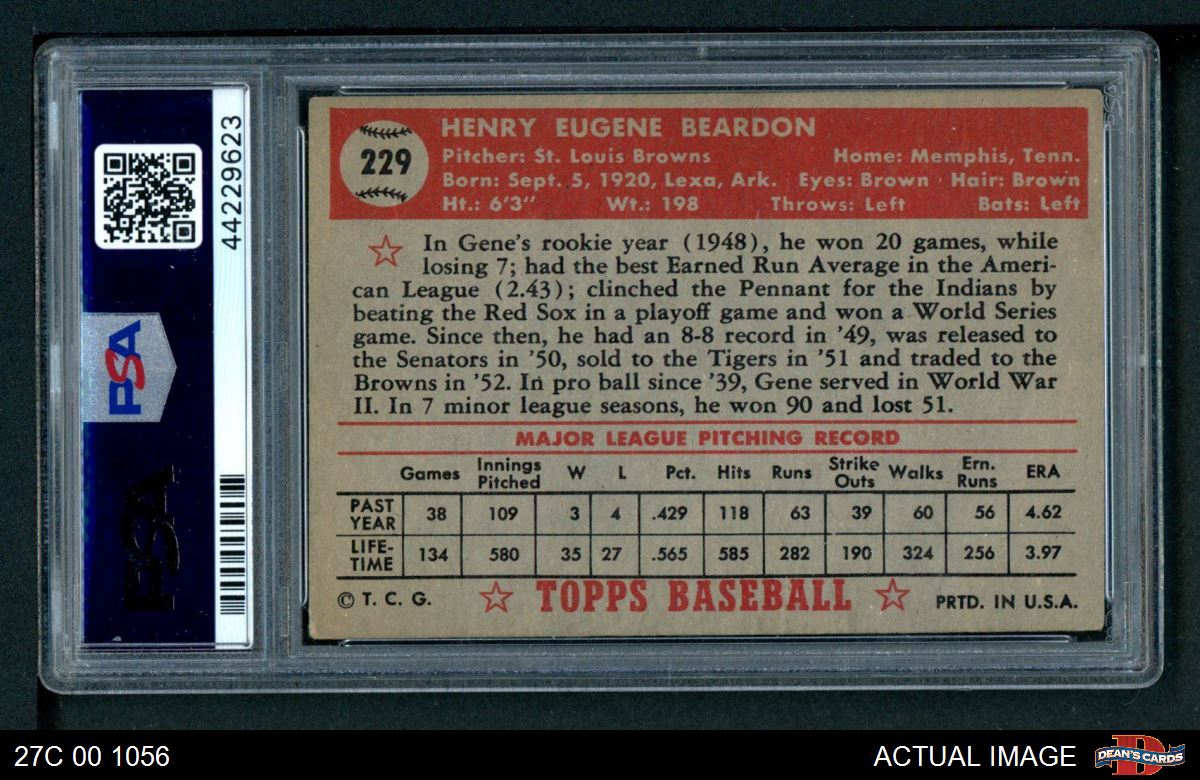 44229623
PSA
PSA
229
HENRY EUGENE BEARDON
Pitcher: St. Louis Browns Home: Memphis, Tenn.
Born: Sept. 5, 1920, Lexa, Ark. Eyes: Brown Hair: Brown
Ht.: 6'3" Wt.: 198 Throws: Left Bats: Left
In Gene's rookie year (1948), he won 20 games, while
losing 7; had the best Earned Run Average in the Ameri-
can League (2.43); clinched the Pennant for the Indians by
beating the Red Sox in a playoff game and won a World Series
game. Since then, he had an 8-8 record in '49, was released to
the Senators in '50, sold to the Tigers in '51 and traded to the
Browns in '52. In pro ball since '39, Gene served in World War
II. In 7 minor league seasons, he won 90 and lost 51.
MAJOR LEAGUE PITCHING RECORD
Games Innings Pitched W L Pct. Hits Runs Strike Outs Walks Ern. Runs ERA
PAST YEAR 38 109 3 4 .429 118 63 39 60 56 4.62
LIFE-TIME 134 580 35 27 .565 585 282 190 324 256 3.97
© T. C. G. TOPPS BASEBALL PRTD. IN U.S.A.
27C 00 1056 ACTUAL IMAGE DEAN'S CARDS